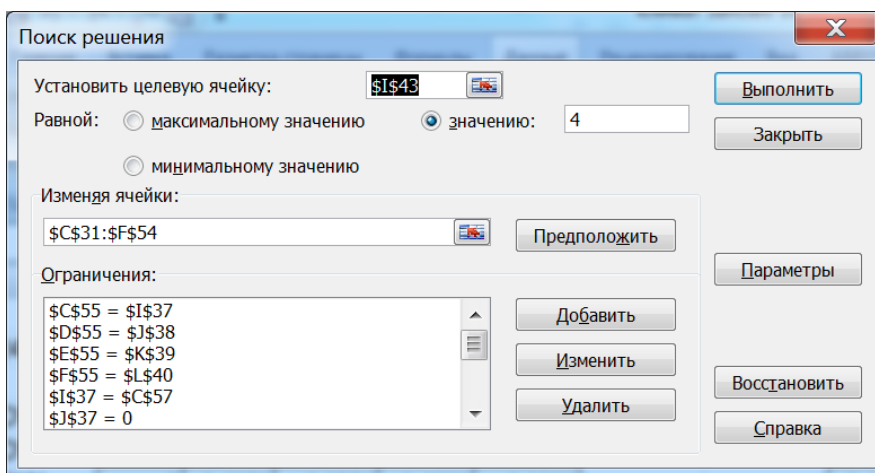 Поиск решения
Установить целевую ячейку: $I$43 Выполнить
Равной: максимальному значению значению: 4 Закрыть
минимальному значению
Изменяя ячейки:
$C$31:$F$54 Предположить
Ограничения: Параметры
$C$55 = $I$37 Добавить
$D$55 = $J$38
$E$55 = $K$39 Изменить
$F$55 = $L$40 Восстановить
$I$37 = $C$57 Удалить
$J$37 = 0 Справка